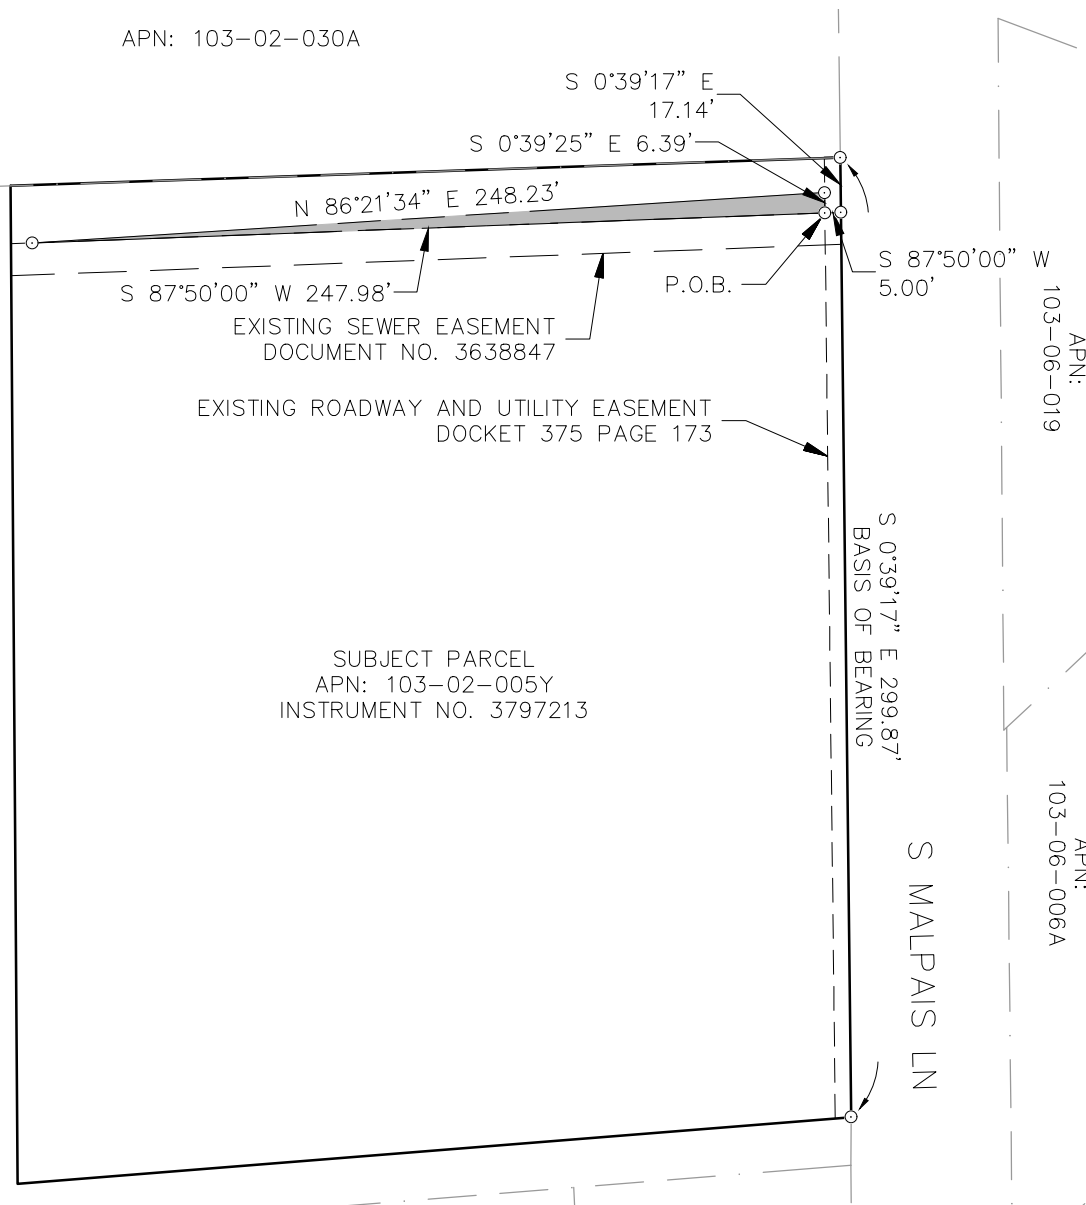 APN: 103-02-030A
S 0°39'17" E
17.14'
S 0°39'25" E 6.39'
N 86°21'34" E 248.23'
S 87°50'00" W
5.00'
P.O.B.
S 87°50'00" W 247.98'
EXISTING SEWER EASEMENT
DOCUMENT NO. 3638847
APN:
103-06-019
EXISTING ROADWAY AND UTILITY EASEMENT
DOCKET 375 PAGE 173
S 0°39'17" E 299.87'
BASIS OF BEARING
SUBJECT PARCEL
APN: 103-02-005Y
INSTRUMENT NO. 3797213
APN:
103-06-006A
S MALPAIS LN